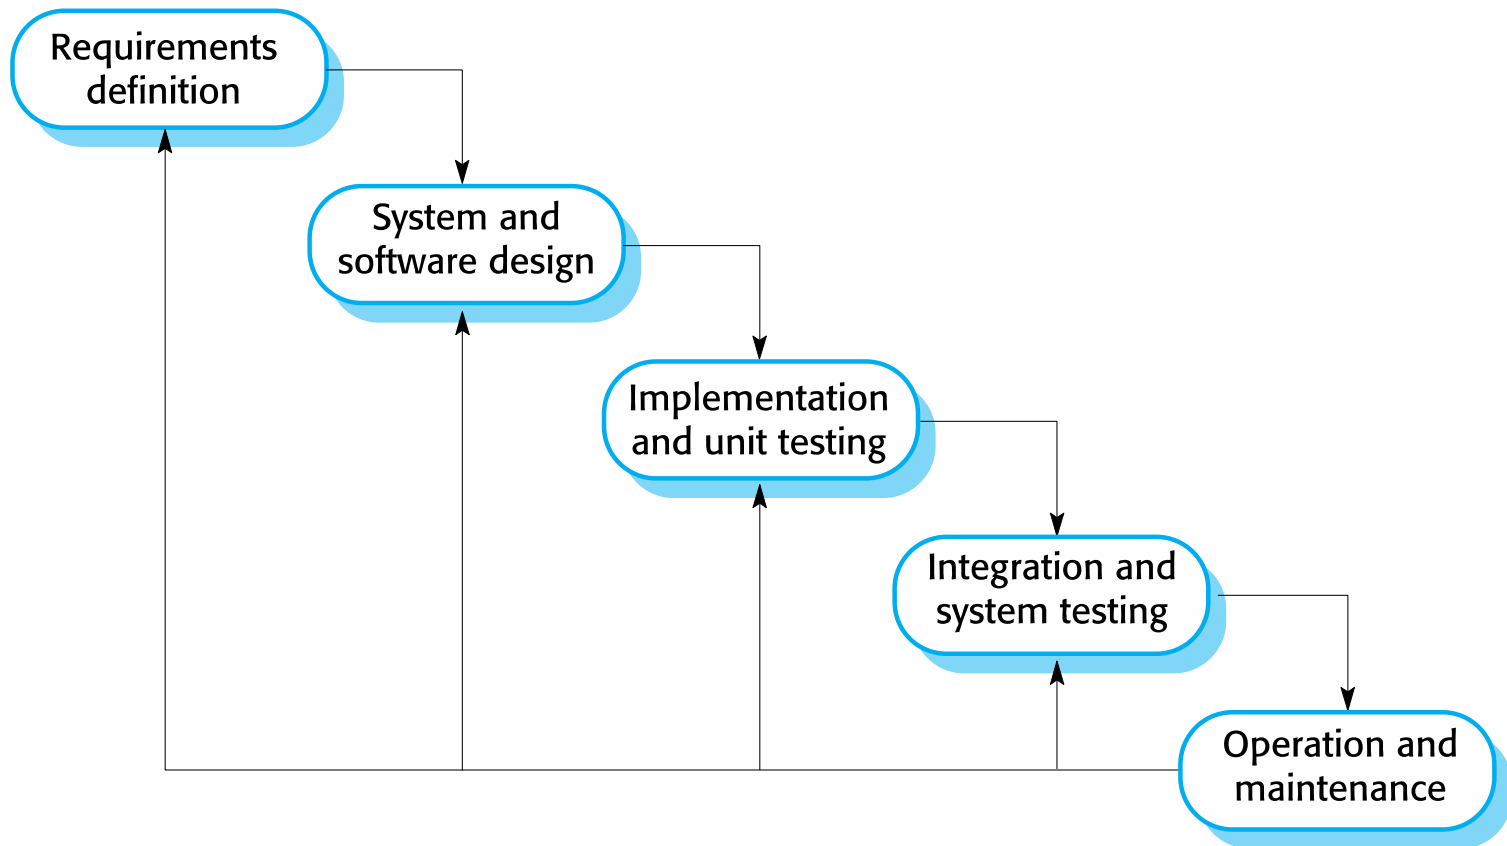 Requirements
definition
System and
software design
Implementation
and unit testing
Integration and
system testing
Operation and
maintenance